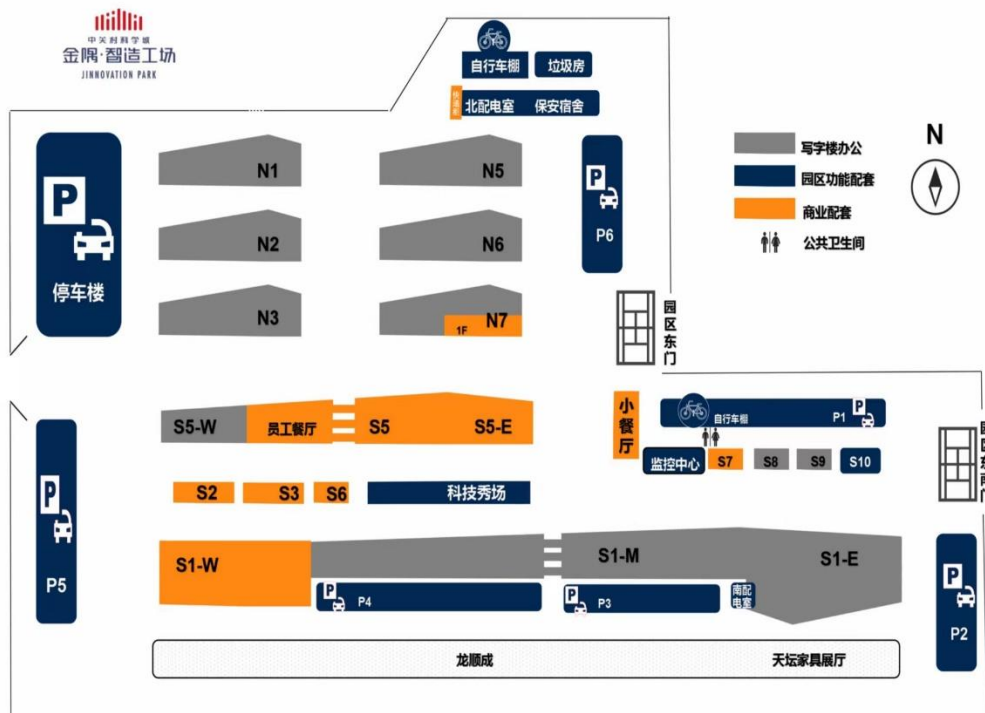 中关村科学城
金隅·智造工场
JINNOVATION PARK
自行车棚
垃圾房
北配电室
保安宿舍
P
停车楼
N1
N5
P
P6
N2
N6
N3
1F
N7
写字楼办公
园区功能配套
商业配套
公共卫生间
N
园区东门
小餐厅
自行车棚
P1
P
监控中心
S7
S8
S9
S10
园区东南门
S5-W
员工餐厅
S5
S5-E
S2
S3
S6
科技秀场
P
P5
S1-W
S1-M
S1-E
P
P4
P
P3
南配
电室
P
P2
龙顺成
天坛家具展厅